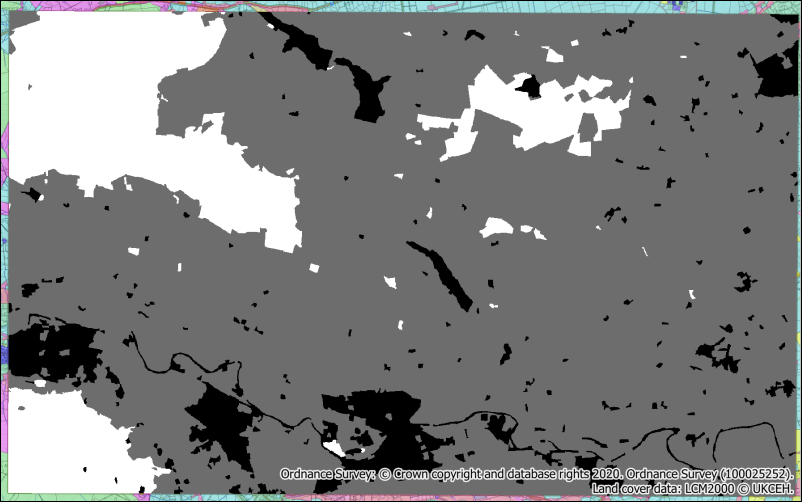 Ordnance Survey: © Crown copyright and database rights 2020. Ordnance Survey (100025252).
Land cover data: LCM2000 © UKCEH.